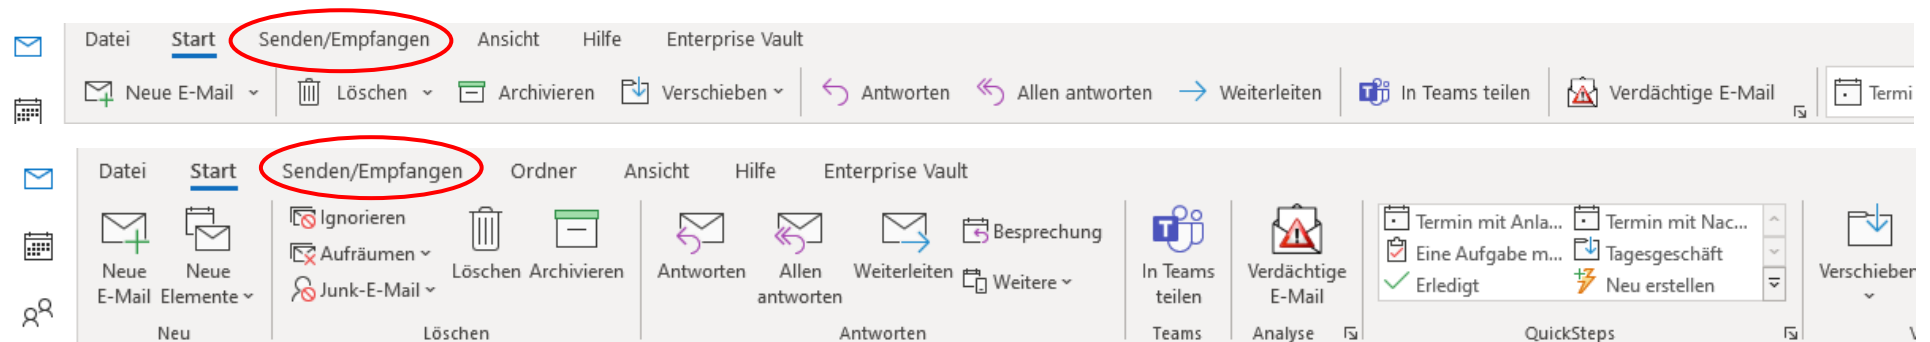 Datei Start Senden/Empfangen Ansicht Hilfe Enterprise Vault
Neue E-Mail Löschen Archivieren Verschieben Antworten Allen antworten Weiterleiten In Teams teilen Verdächtige E-Mail Termi
Datei Start Senden/Empfangen Ordner Ansicht Hilfe Enterprise Vault
Neue
E-Mail
Neue
Elemente
Neu
Ignorieren
Aufräumen
Junk-E-Mail
Löschen
Archivieren
Löschen
Antworten
Allen
antworten
Weiterleiten
Besprechung
Weitere
Antworten
In Teams
teilen
Teams
Verdächtige
E-Mail
Analyse
Termin mit Anla... Termin mit Nac...
Eine Aufgabe m... Tagesgeschäft
Erledigt Neu erstellen
QuickSteps
Verschieben